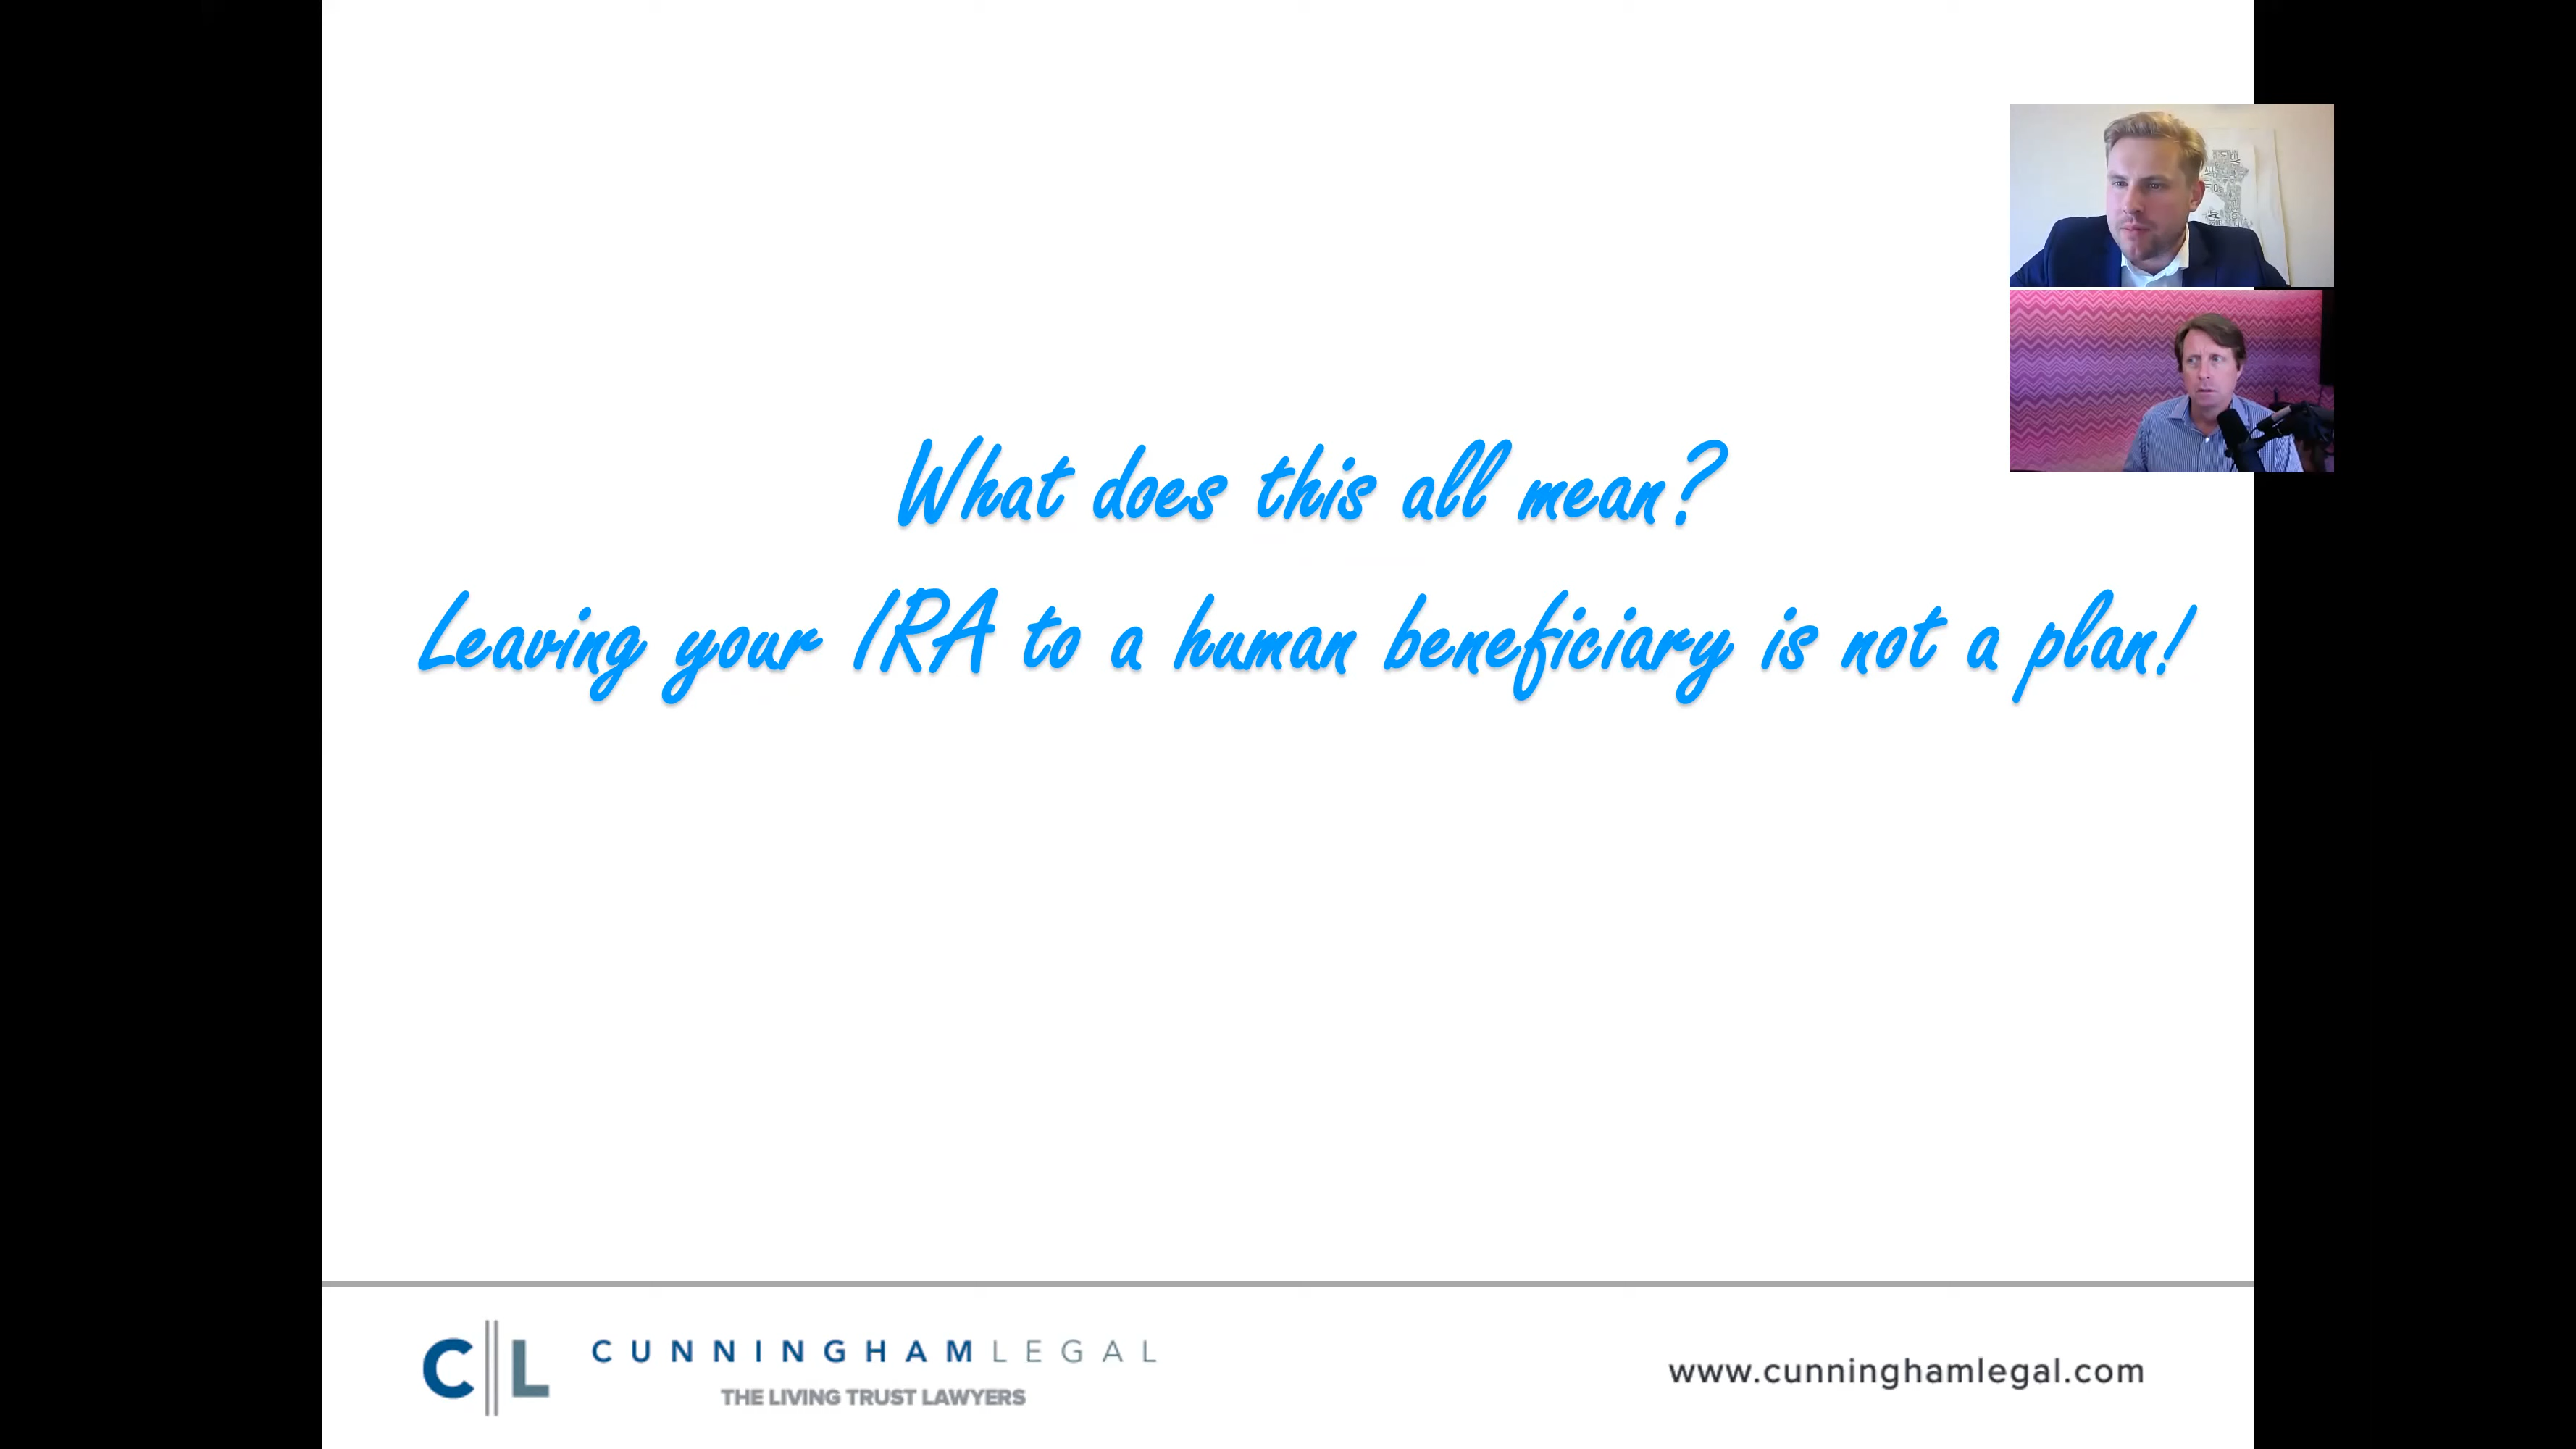 What does this all mean?
Leaving your IRA to a human beneficiary is not a plan!
C L
CUNNINGHAMLEGAL
THE LIVING TRUST LAWYERS
www.cunninghamlegal.com